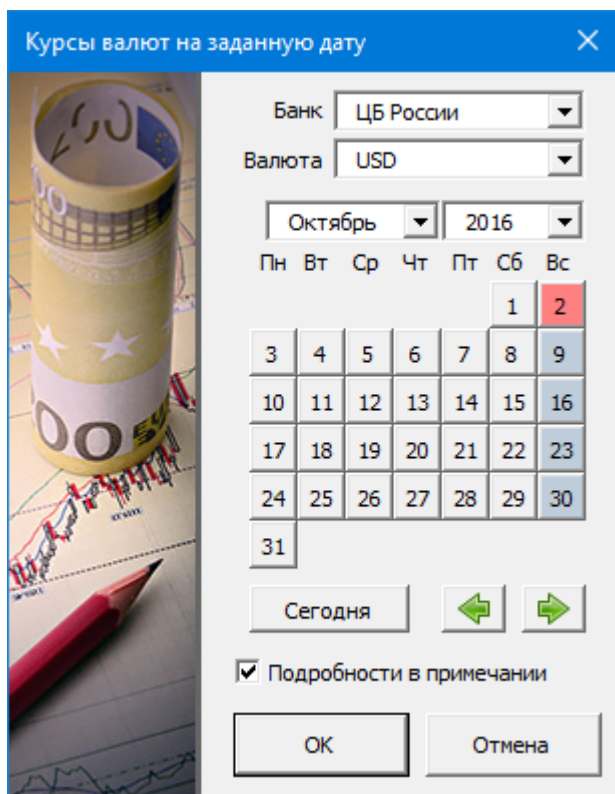 Курсы валют на заданную дату
Банк ЦБ России
Валюта USD
Октябрь 2016
Пн Вт Ср Чт Пт Сб Вс
1 2
3 4 5 6 7 8 9
10 11 12 13 14 15 16
17 18 19 20 21 22 23
24 25 26 27 28 29 30
31
Сегодня
Подробности в примечании
ОК Отмена